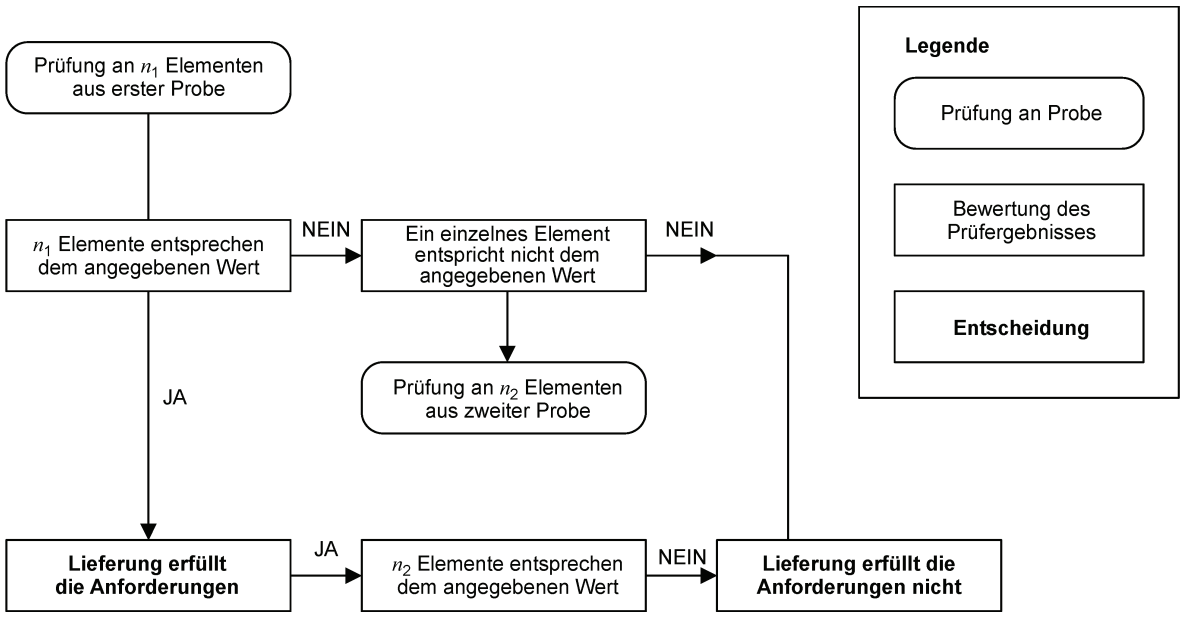 Prüfung an n1 Elementen
aus erster Probe
n1 Elemente entsprechen
dem angegebenen Wert
NEIN
Ein einzelnes Element
entspricht nicht dem
angegebenen Wert
NEIN
JA
Prüfung an n2 Elementen
aus zweiter Probe
Lieferung erfüllt
die Anforderungen
JA
n2 Elemente entsprechen
dem angegebenen Wert
NEIN
Lieferung erfüllt die
Anforderungen nicht
Legende
Prüfung an Probe
Bewertung des
Prüfergebnisses
Entscheidung